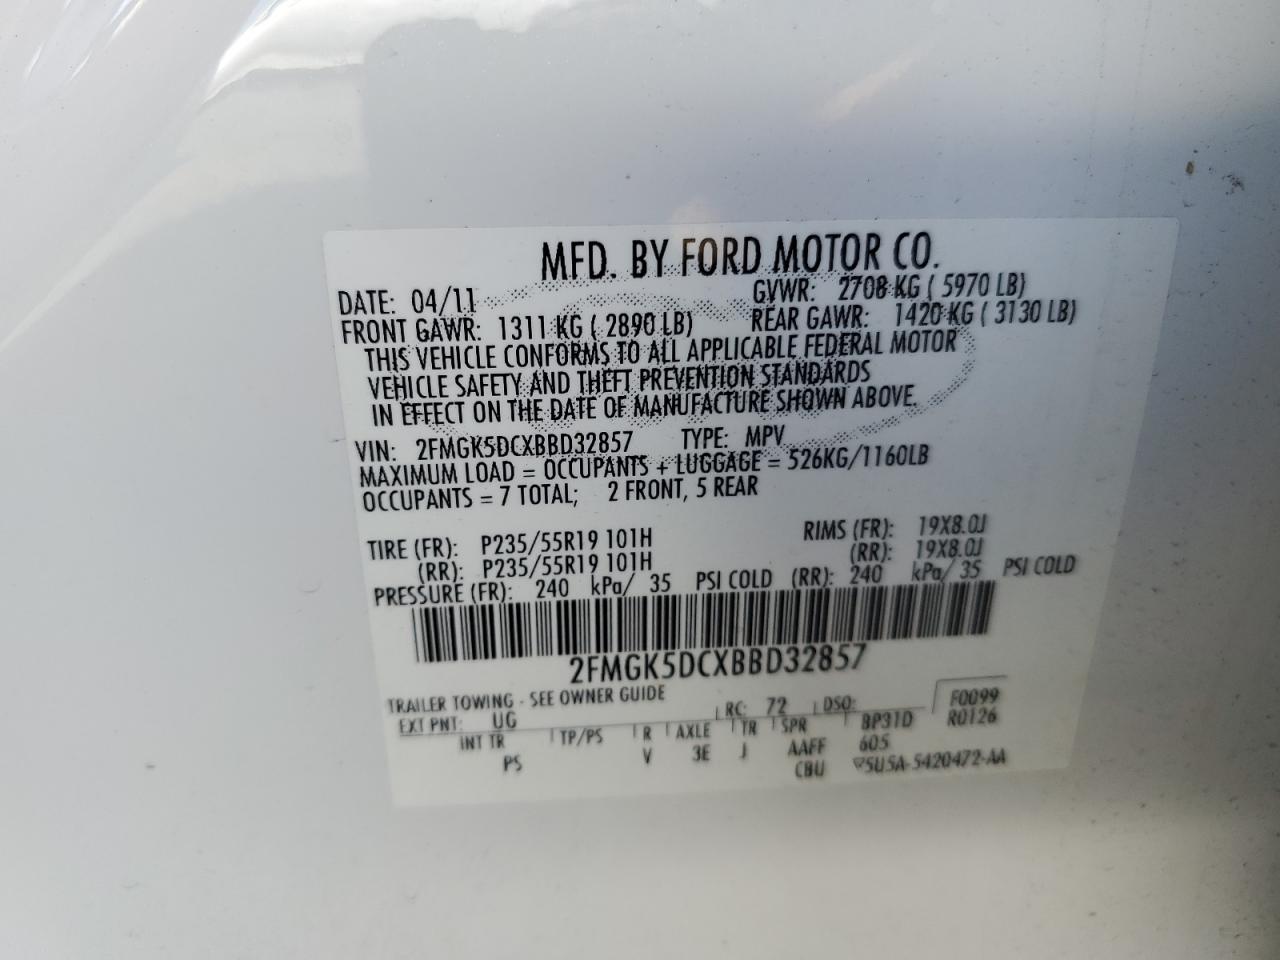 MFD. BY FORD MOTOR CO.
DATE: 04/11 GVWR: 2708 KG ( 5970 LB)
FRONT GAWR: 1311 KG ( 2890 LB) REAR GAWR: 1420 KG ( 3130 LB)
THIS VEHICLE CONFORMS TO ALL APPLICABLE FEDERAL MOTOR
VEHICLE SAFETY AND THEFT PREVENTION STANDARDS
IN EFFECT ON THE DATE OF MANUFACTURE SHOWN ABOVE.
VIN: 2FMGK5DCXBBD32857 TYPE: MPV
MAXIMUM LOAD = OCCUPANTS + LUGGAGE = 526KG/1160LB
OCCUPANTS = 7 TOTAL; 2 FRONT, 5 REAR
TIRE (FR): P235/55R19 101H RIMS (FR): 19X8.0J
(RR): P235/55R19 101H (RR): 19X8.0J
PRESSURE (FR): 240 kPa/ 35 PSI COLD (RR): 240 kPa/ 35 PSI COLD
2FMGK5DCXBBD32857
TRAILER TOWING - SEE OWNER GUIDE
EXT PNT: UG RC: 72 DSO: F0099
INT TR TP/PS R AXLE TR SPR BP31D R0126
PS V 3E J AAFF 605
CBU 5U5A-5420472-AA